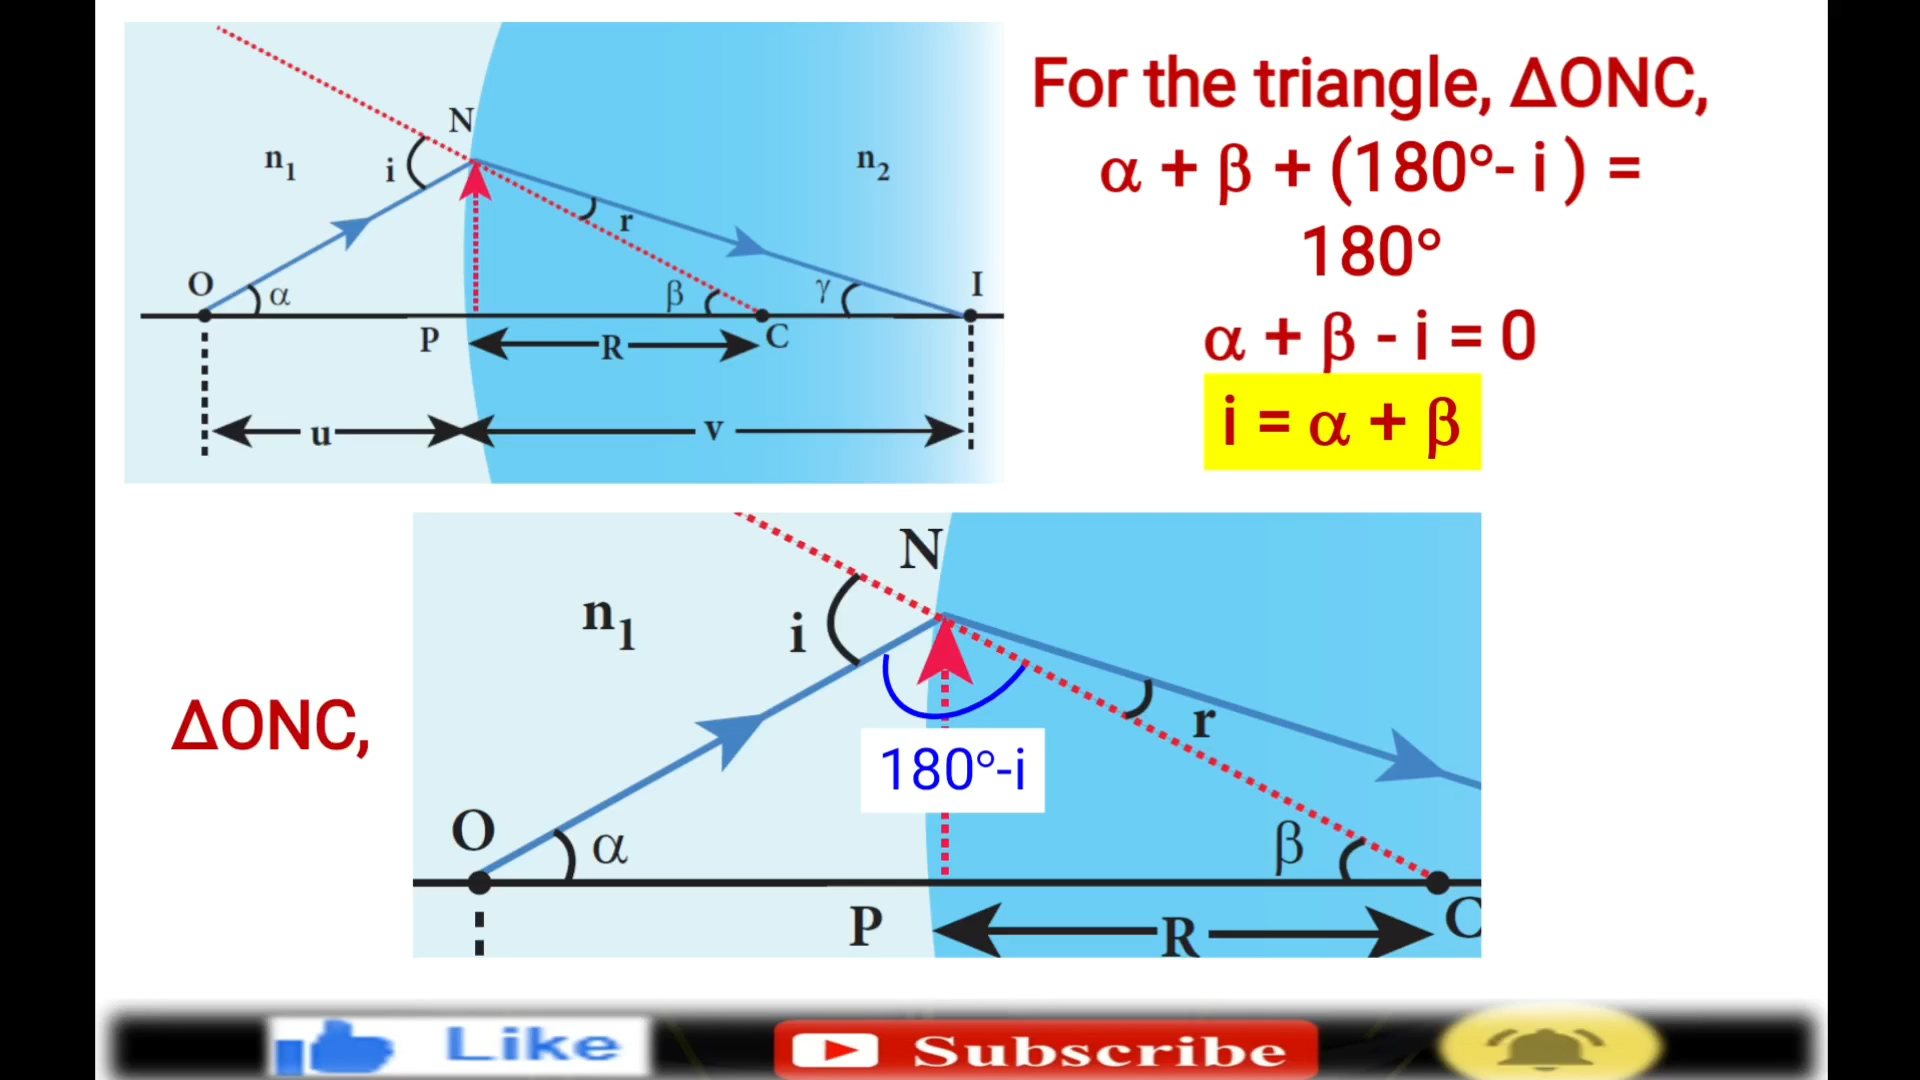 For the triangle, ΔONC,
α + β + (180°- i ) =
180°
α + β - i = 0
i = α + β
N
n1
i
n2
r
O
α
β
γ
I
P
R
C
u
v
N
n1
i
ΔONC,
r
180°-i
O
α
β
P
R
C
Like
Subscribe